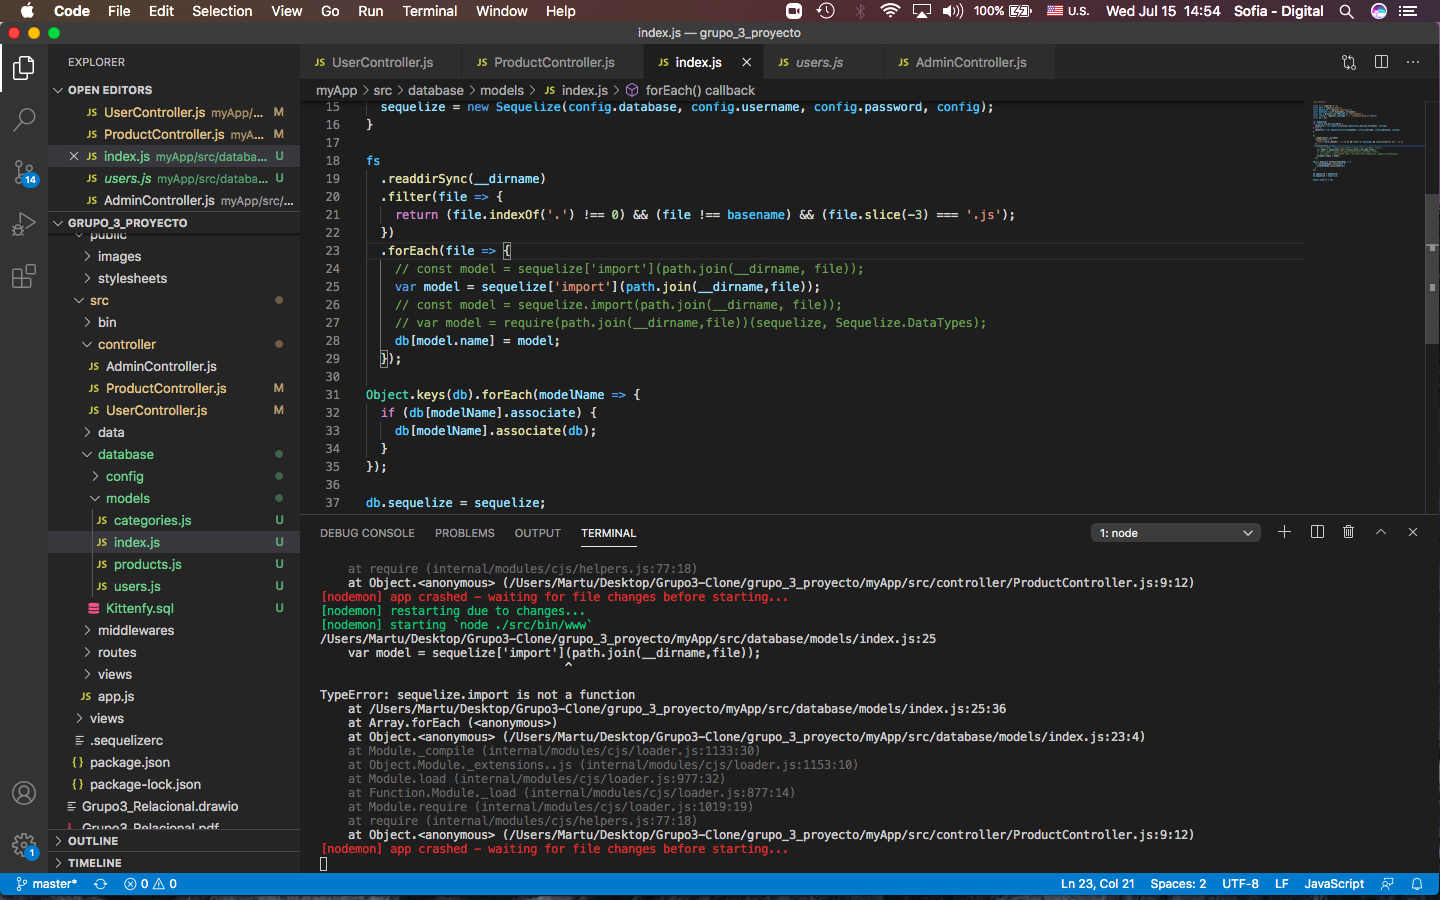 Code File Edit Selection View Go Run Terminal Window Help 100% U.S. Wed Jul 15 14:54 Sofia - Digital
index.js — grupo_3_proyecto
EXPLORER
OPEN EDITORS
JS UserController.js myApp/... M
JS ProductController.js myA... M
JS index.js myApp/src/databa... U
JS users.js myApp/src/databa... U
JS AdminController.js myApp/src/...
GRUPO_3_PROYECTO
public
images
stylesheets
src
bin
controller
JS AdminController.js
JS ProductController.js M
JS UserController.js M
data
database
config
models
JS categories.js U
JS index.js U
JS products.js U
JS users.js U
Kittenfy.sql U
middlewares
routes
views
JS app.js
views
.sequelizerc
{} package.json
{} package-lock.json
Grupo3_Relacional.drawio
Grupo3_Relacional.pdf
OUTLINE
TIMELINE
14
1
JS UserController.js JS ProductController.js JS index.js JS users.js JS AdminController.js
myApp > src > database > models > JS index.js > forEach() callback
15 sequelize = new Sequelize(config.database, config.username, config.password, config);
16 }
17
18 fs
19 .readdirSync(__dirname)
20 .filter(file => {
21 return (file.indexOf('.') !== 0) && (file !== basename) && (file.slice(-3) === '.js');
22 })
23 .forEach(file => {
24 // const model = sequelize['import'](path.join(__dirname, file));
25 var model = sequelize['import'](path.join(__dirname,file));
26 // const model = sequelize.import(path.join(__dirname, file));
27 // var model = require(path.join(__dirname,file))(sequelize, Sequelize.DataTypes);
28 db[model.name] = model;
29 });
30
31 Object.keys(db).forEach(modelName => {
32 if (db[modelName].associate) {
33 db[modelName].associate(db);
34 }
35 });
36
37 db.sequelize = sequelize;
DEBUG CONSOLE PROBLEMS OUTPUT TERMINAL 1: node
at require (internal/modules/cjs/helpers.js:77:18)
at Object.<anonymous> (/Users/Martu/Desktop/Grupo3-Clone/grupo_3_proyecto/myApp/src/controller/ProductController.js:9:12)
[nodemon] app crashed - waiting for file changes before starting...
[nodemon] restarting due to changes...
[nodemon] starting `node ./src/bin/www`
/Users/Martu/Desktop/Grupo3-Clone/grupo_3_proyecto/myApp/src/database/models/index.js:25
var model = sequelize['import'](path.join(__dirname,file));
^
TypeError: sequelize.import is not a function
at /Users/Martu/Desktop/Grupo3-Clone/grupo_3_proyecto/myApp/src/database/models/index.js:25:36
at Array.forEach (<anonymous>)
at Object.<anonymous> (/Users/Martu/Desktop/Grupo3-Clone/grupo_3_proyecto/myApp/src/database/models/index.js:23:4)
at Module._compile (internal/modules/cjs/loader.js:1133:30)
at Object.Module._extensions..js (internal/modules/cjs/loader.js:1153:10)
at Module.load (internal/modules/cjs/loader.js:977:32)
at Function.Module._load (internal/modules/cjs/loader.js:877:14)
at Module.require (internal/modules/cjs/loader.js:1019:19)
at require (internal/modules/cjs/helpers.js:77:18)
at Object.<anonymous> (/Users/Martu/Desktop/Grupo3-Clone/grupo_3_proyecto/myApp/src/controller/ProductController.js:9:12)
[nodemon] app crashed - waiting for file changes before starting...
master* 0 0 Ln 23, Col 21 Spaces: 2 UTF-8 LF JavaScript